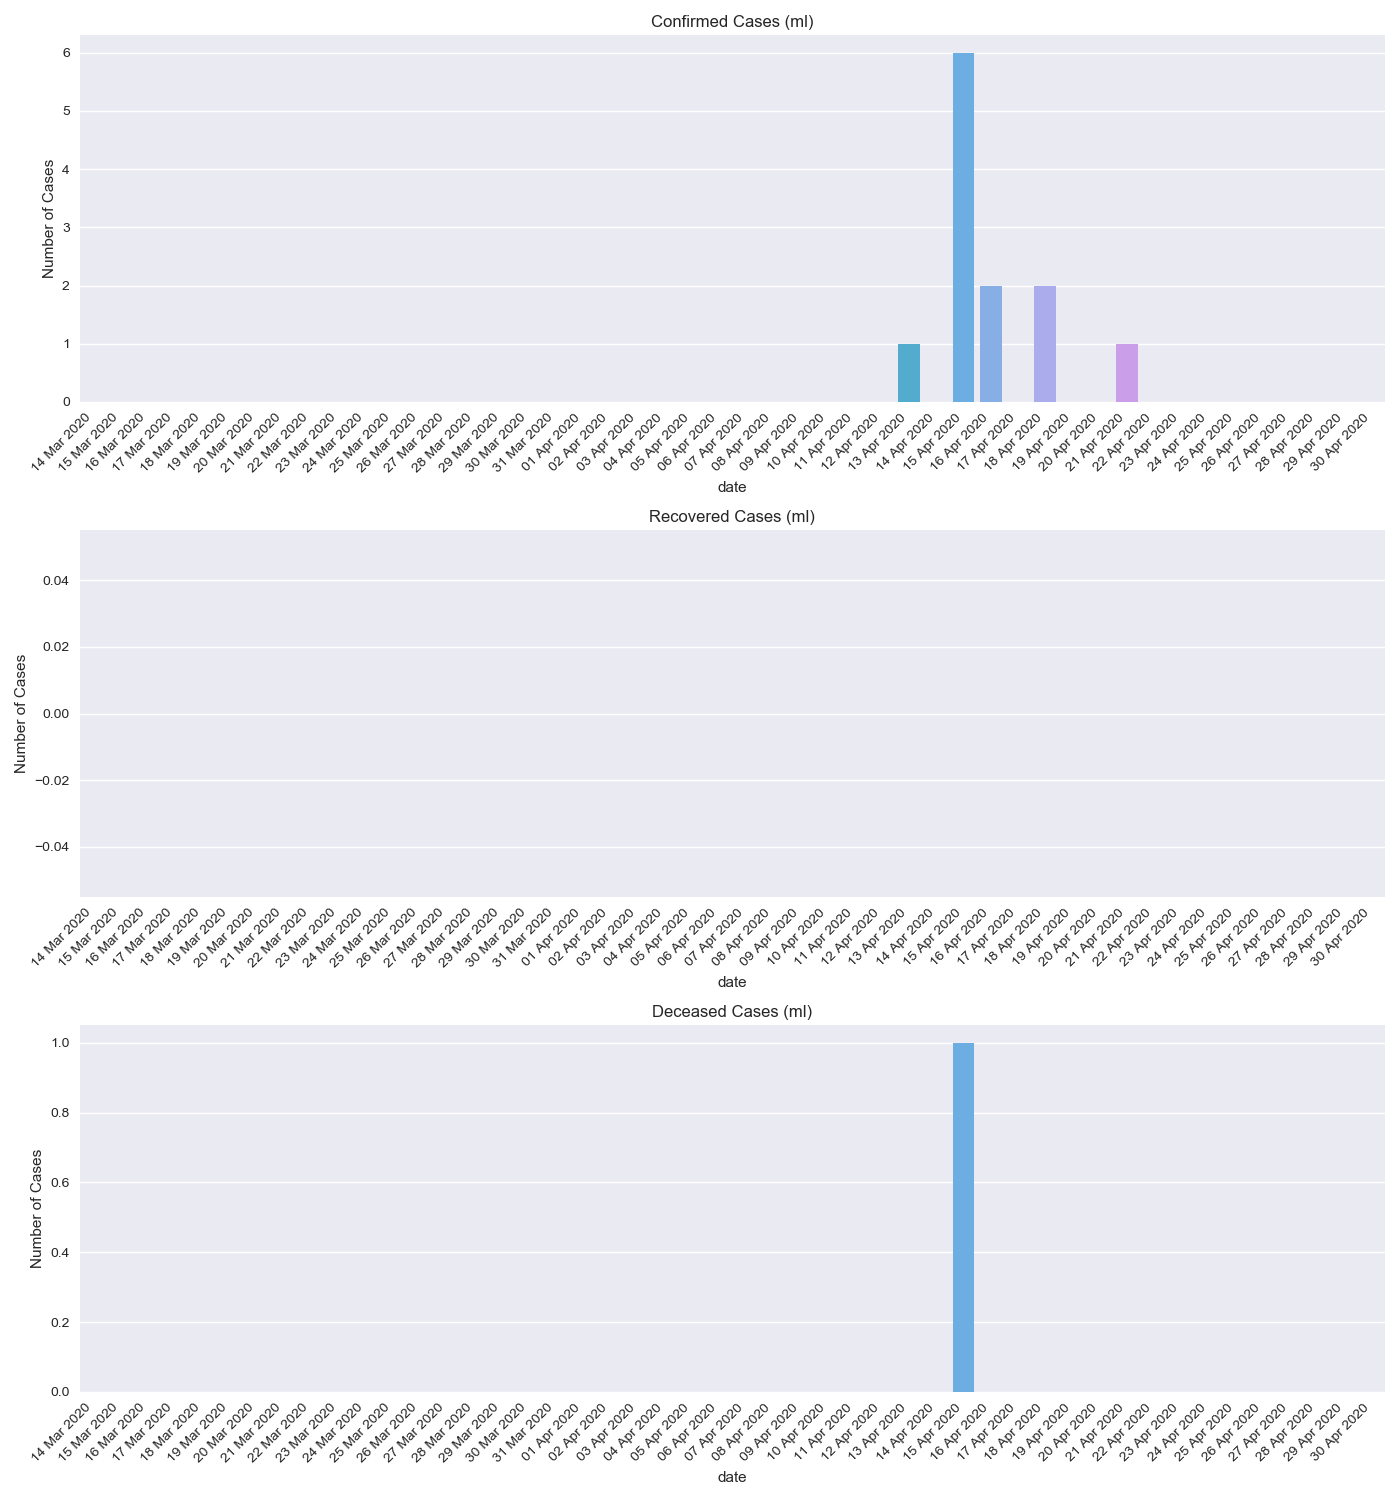 Confirmed Cases (ml)
6
5
4
3
2
1
0
Number of Cases
14 Mar 2020
15 Mar 2020
16 Mar 2020
17 Mar 2020
18 Mar 2020
19 Mar 2020
20 Mar 2020
21 Mar 2020
22 Mar 2020
23 Mar 2020
24 Mar 2020
25 Mar 2020
26 Mar 2020
27 Mar 2020
28 Mar 2020
29 Mar 2020
30 Mar 2020
31 Mar 2020
01 Apr 2020
02 Apr 2020
03 Apr 2020
04 Apr 2020
05 Apr 2020
06 Apr 2020
07 Apr 2020
08 Apr 2020
09 Apr 2020
10 Apr 2020
11 Apr 2020
12 Apr 2020
13 Apr 2020
14 Apr 2020
15 Apr 2020
16 Apr 2020
17 Apr 2020
18 Apr 2020
19 Apr 2020
20 Apr 2020
21 Apr 2020
22 Apr 2020
23 Apr 2020
24 Apr 2020
25 Apr 2020
26 Apr 2020
27 Apr 2020
28 Apr 2020
29 Apr 2020
30 Apr 2020
date
Recovered Cases (ml)
0.04
0.02
0.00
−0.02
−0.04
Number of Cases
14 Mar 2020
15 Mar 2020
16 Mar 2020
17 Mar 2020
18 Mar 2020
19 Mar 2020
20 Mar 2020
21 Mar 2020
22 Mar 2020
23 Mar 2020
24 Mar 2020
25 Mar 2020
26 Mar 2020
27 Mar 2020
28 Mar 2020
29 Mar 2020
30 Mar 2020
31 Mar 2020
01 Apr 2020
02 Apr 2020
03 Apr 2020
04 Apr 2020
05 Apr 2020
06 Apr 2020
07 Apr 2020
08 Apr 2020
09 Apr 2020
10 Apr 2020
11 Apr 2020
12 Apr 2020
13 Apr 2020
14 Apr 2020
15 Apr 2020
16 Apr 2020
17 Apr 2020
18 Apr 2020
19 Apr 2020
20 Apr 2020
21 Apr 2020
22 Apr 2020
23 Apr 2020
24 Apr 2020
25 Apr 2020
26 Apr 2020
27 Apr 2020
28 Apr 2020
29 Apr 2020
30 Apr 2020
date
Deceased Cases (ml)
1.0
0.8
0.6
0.4
0.2
0.0
Number of Cases
14 Mar 2020
15 Mar 2020
16 Mar 2020
17 Mar 2020
18 Mar 2020
19 Mar 2020
20 Mar 2020
21 Mar 2020
22 Mar 2020
23 Mar 2020
24 Mar 2020
25 Mar 2020
26 Mar 2020
27 Mar 2020
28 Mar 2020
29 Mar 2020
30 Mar 2020
31 Mar 2020
01 Apr 2020
02 Apr 2020
03 Apr 2020
04 Apr 2020
05 Apr 2020
06 Apr 2020
07 Apr 2020
08 Apr 2020
09 Apr 2020
10 Apr 2020
11 Apr 2020
12 Apr 2020
13 Apr 2020
14 Apr 2020
15 Apr 2020
16 Apr 2020
17 Apr 2020
18 Apr 2020
19 Apr 2020
20 Apr 2020
21 Apr 2020
22 Apr 2020
23 Apr 2020
24 Apr 2020
25 Apr 2020
26 Apr 2020
27 Apr 2020
28 Apr 2020
29 Apr 2020
30 Apr 2020
date